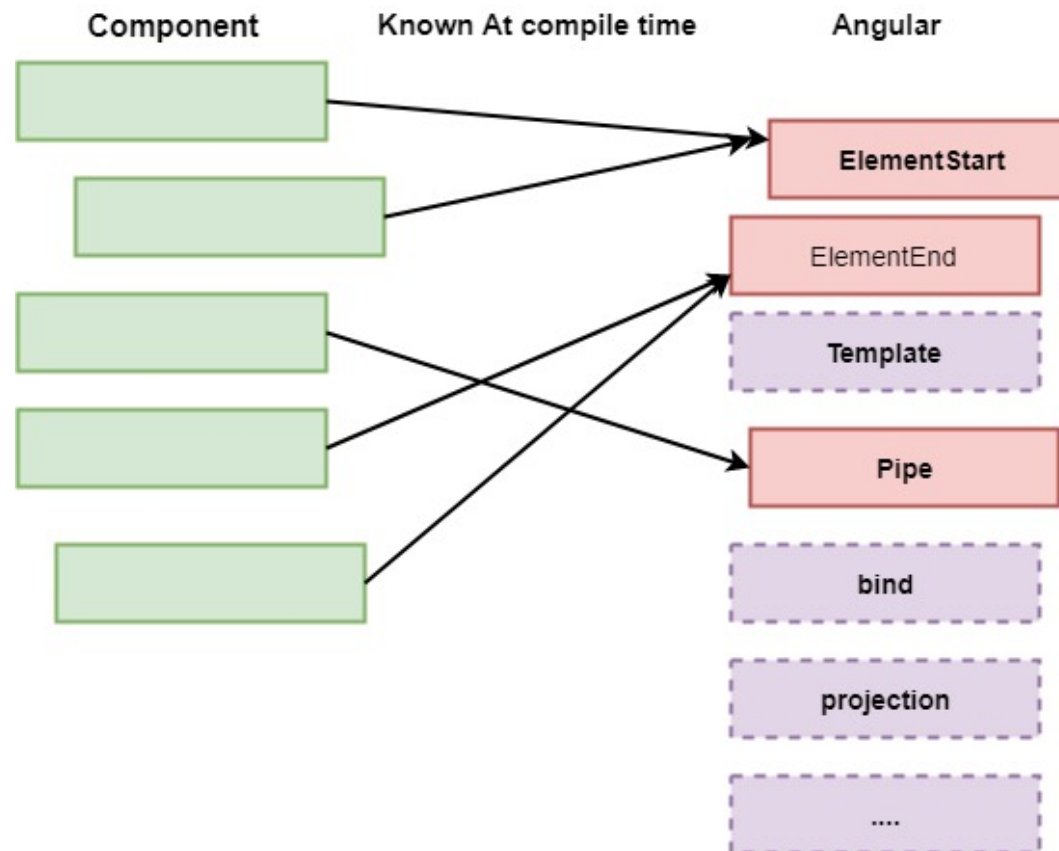 Component
Known At compile time
Angular
ElementStart
ElementEnd
Template
Pipe
bind
projection
....